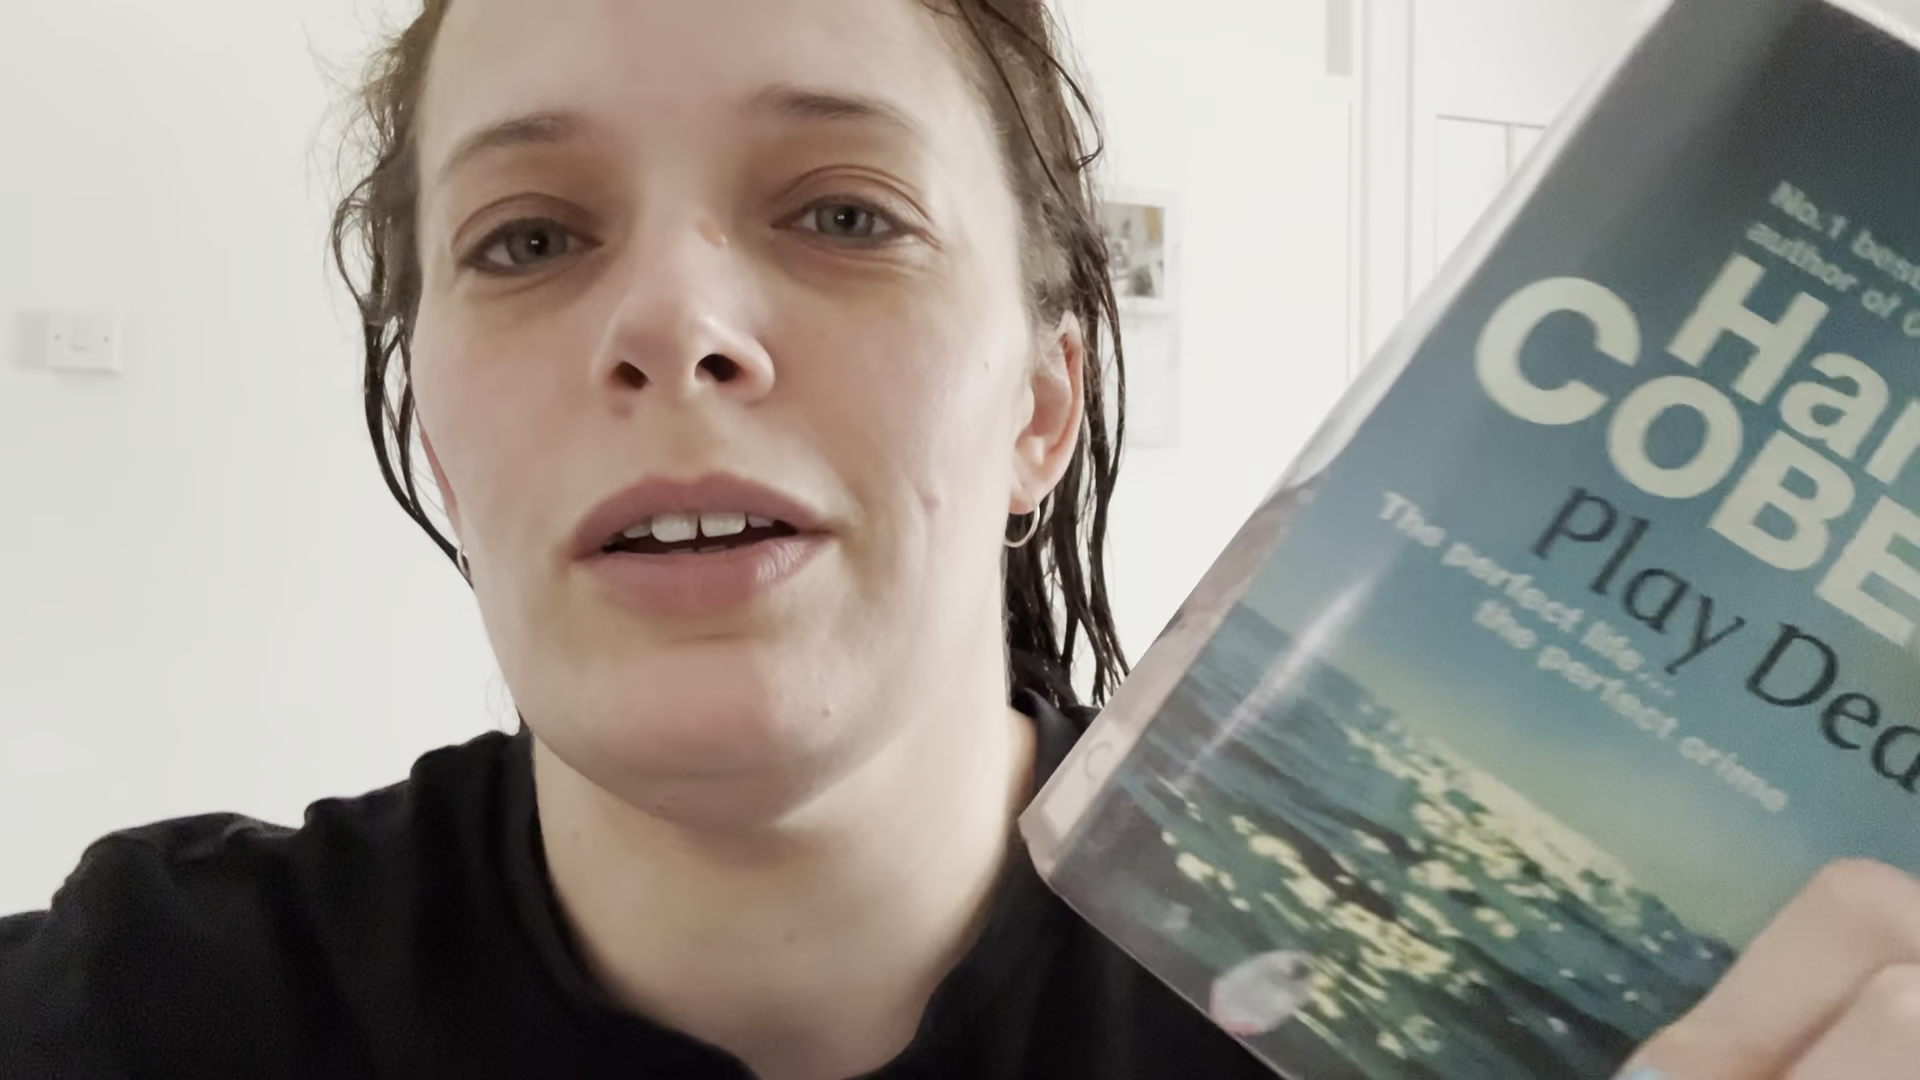 No.1 best
author of
Har
COBE
Play Dea
The perfect life...
the perfect crime